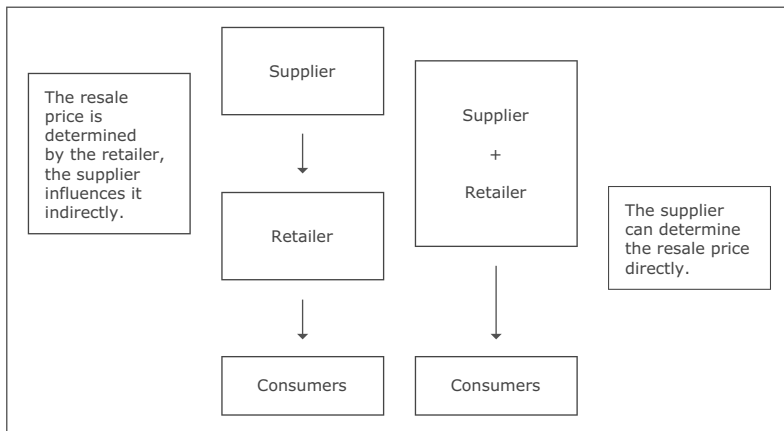 The resale
price is
determined
by the retailer,
the supplier
influences it
indirectly.
Supplier
Retailer
Consumers
Supplier
+
Retailer
Consumers
The supplier
can determine
the resale price
directly.